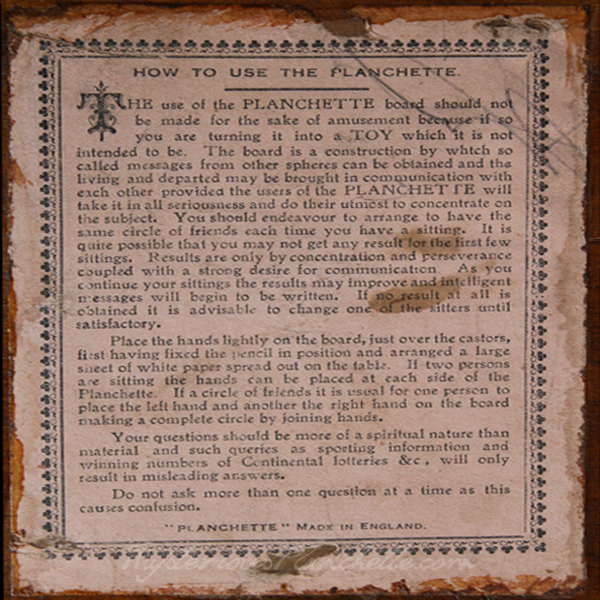 HOW TO USE THE PLANCHETTE.
THE use of the PLANCHETTE board should not
be made for the sake of amusement because if so
you are turning it into a TOY which it is not
intended to be. The board is a construction by whtch so
called messages from other spheres can be obtained and the
living and departed may be brought in communication with
each other provided the users of the PLANCHETTE will
take it in all seriousness and do their utmost to concentrate on
the subject. You should endeavour to arrange to have the
same circle of friends each time you have a sitting. It is
quite possible that you may not get any result for the first few
sittings. Results are only by concentration and perseverance
coupled with a strong desire for communication. As you
continue your sittings the results may improve and intelligent
messages will begin to be written. If no result at all is
obtained it is advisable to change one of the sitters until
satisfactory.
Place the hands lightly on the board, just over the castors,
first having fixed the pencil in position and arranged a large
sheet of white paper spread out on the table. If two persons
are sitting the hands can be placed at each side of the
Planchette. If a circle of friends it is usual for one person to
place the left hand and another the right hand on the board
making a complete circle by joining hands.
Your questions should be more of a spiritual nature than
material and such queries as sporting information and
winning numbers of Continental lotteries &c., will only
result in misleading answers.
Do not ask more than one question at a time as this
causes confusion.
"PLANCHETTE" MADE IN ENGLAND.
MysteriousPlanchette.com